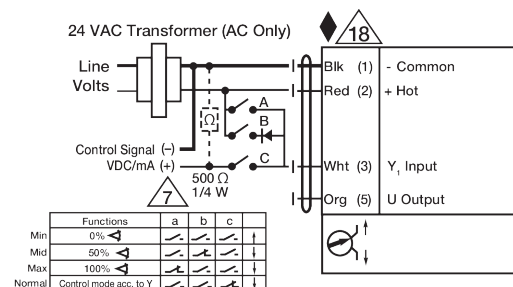 24 VAC Transformer (AC Only)
18
Line
Volts
Blk (1) - Common
Red (2) + Hot
A
Ω
B
Control Signal (–)
VDC/mA (+)
C
Wht (3) Y1 Input
500 Ω
1/4 W
7
Org (5) U Output
Functions a b c
Min 0%
Mid 50%
Max 100%
Normal Control mode acc. to Y